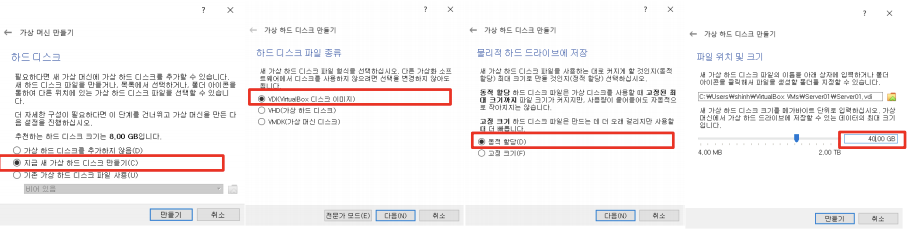 ? ×
← 가상 머신 만들기
하드 디스크
필요하다면 새 가상 머신에 가상 하드 디스크를 추가할 수 있습니다.
새 하드 디스크 파일을 만들거나, 목록에서 선택하거나, 폴더 아이콘을
통하여 다른 위치에 있는 가상 하드 디스크 파일을 선택할 수 있습니
다.
더 자세한 구성이 필요하다면 이 단계를 건너뛰고 가상 머신을 만든 다
음 설정을 진행하십시오.
추천하는 하드 디스크 크기는 8,00 GB입니다.
가상 하드 디스크를 추가하지 않음(D)
지금 새 가상 하드 디스크 만들기(C)
기존 가상 하드 디스크 파일 사용(U)
비어 있음
만들기 취소
? ×
← 가상 하드 디스크 만들기
하드 디스크 파일 종류
새 가상 하드 디스크 파일 형식을 선택하십시오. 다른 가상화 소프
트웨어에서 디스크를 사용하지 않으려면 선택을 변경하지 않아도
됩니다.
VDI(VirtualBox 디스크 이미지)
VHD(가상 하드 디스크)
VMDK(가상 머신 디스크)
전문가 모드(E) 다음(N) 취소
? ×
← 가상 하드 디스크 만들기
물리적 하드 드라이브에 저장
새 가상 하드 디스크 파일을 사용하는 대로 커지게 할 것인지(동적
할당) 최대 크기로 만들 것인지(정적 할당) 선택하십시오.
동적 할당 하드 디스크 파일은 가상 디스크를 사용할 때 고정된 최
대 크기까지 파일 크기가 커지지만, 사용량이 줄어들어도 자동적으
로 작아지지는 않습니다.
고정 크기 하드 디스크 파일은 만드는 데 더 오래 걸리지만 사용할
때 더 빠릅니다.
동적 할당(D)
고정 크기(F)
다음(N) 취소
? ×
← 가상 하드 디스크 만들기
파일 위치 및 크기
새 가상 하드 디스크 파일의 이름을 아래 상자에 입력하거나 폴더
아이콘을 클릭해서 파일을 생성할 폴더를 지정할 수 있습니다.
C:₩Users₩shinh₩VirtualBox VMs₩Server01₩Server01,vdi
새 가상 하드 디스크 크기를 메가바이트 단위로 입력하십시오. 가상
머신에서 가상 하드 드라이브에 저장할 수 있는 데이터의 최대 크기
입니다.
40,00 GB
4,00 MB 2,00 TB
만들기 취소